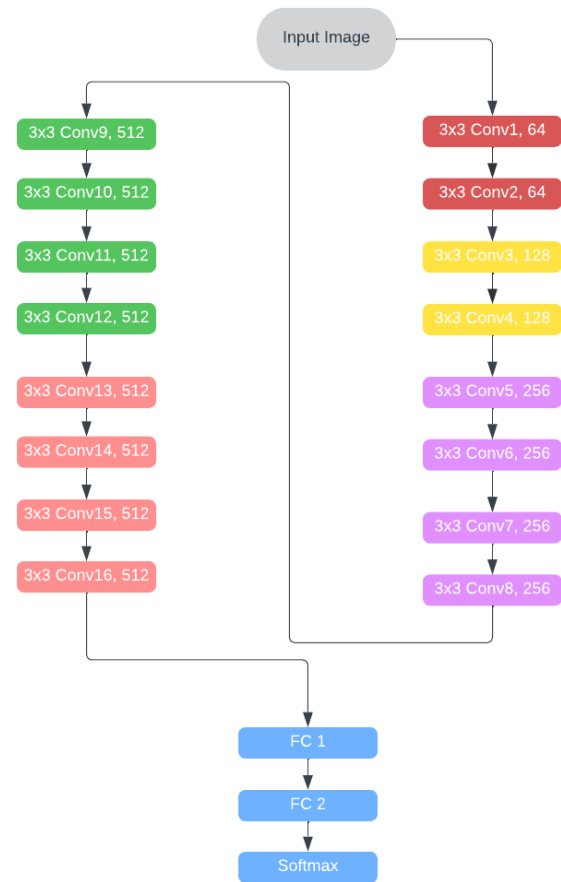 Input Image
3x3 Conv1, 64
3x3 Conv2, 64
3x3 Conv3, 128
3x3 Conv4, 128
3x3 Conv5, 256
3x3 Conv6, 256
3x3 Conv7, 256
3x3 Conv8, 256
3x3 Conv9, 512
3x3 Conv10, 512
3x3 Conv11, 512
3x3 Conv12, 512
3x3 Conv13, 512
3x3 Conv14, 512
3x3 Conv15, 512
3x3 Conv16, 512
FC 1
FC 2
Softmax